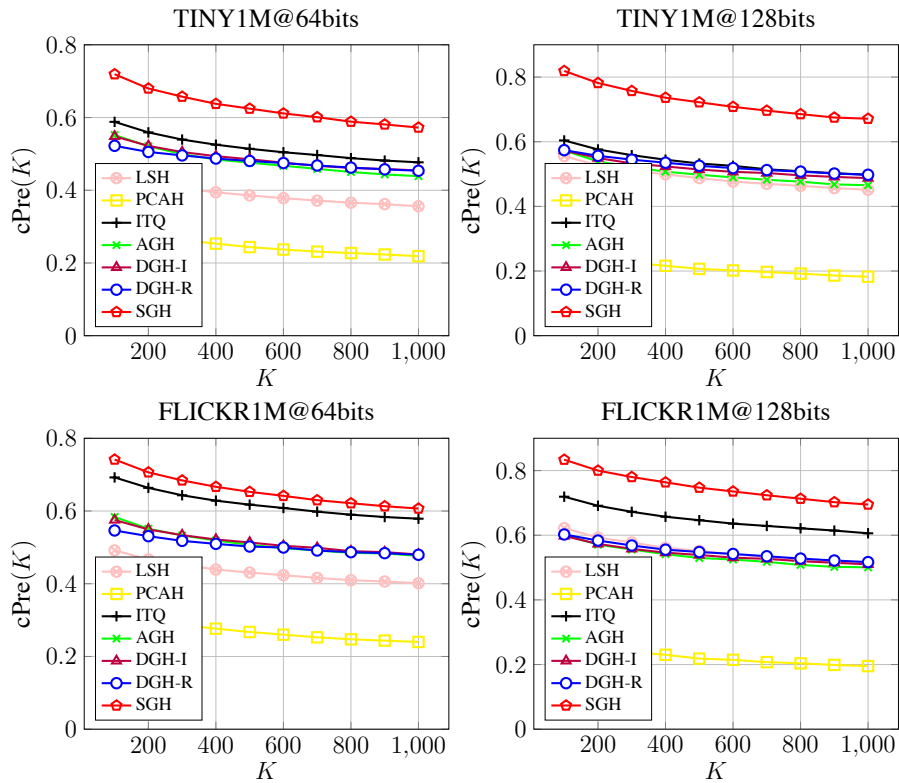 TINY1M@64bits
0.8
0.6
0.4
0.2
0
cPre(K)
LSH
PCAH
ITQ
AGH
DGH-I
DGH-R
SGH
200 400 600 800 1,000
K
TINY1M@128bits
0.8
0.6
0.4
0.2
0
cPre(K)
LSH
PCAH
ITQ
AGH
DGH-I
DGH-R
SGH
200 400 600 800 1,000
K
FLICKR1M@64bits
0.8
0.6
0.4
0.2
0
cPre(K)
LSH
PCAH
ITQ
AGH
DGH-I
DGH-R
SGH
200 400 600 800 1,000
K
FLICKR1M@128bits
0.8
0.6
0.4
0.2
0
cPre(K)
LSH
PCAH
ITQ
AGH
DGH-I
DGH-R
SGH
200 400 600 800 1,000
K